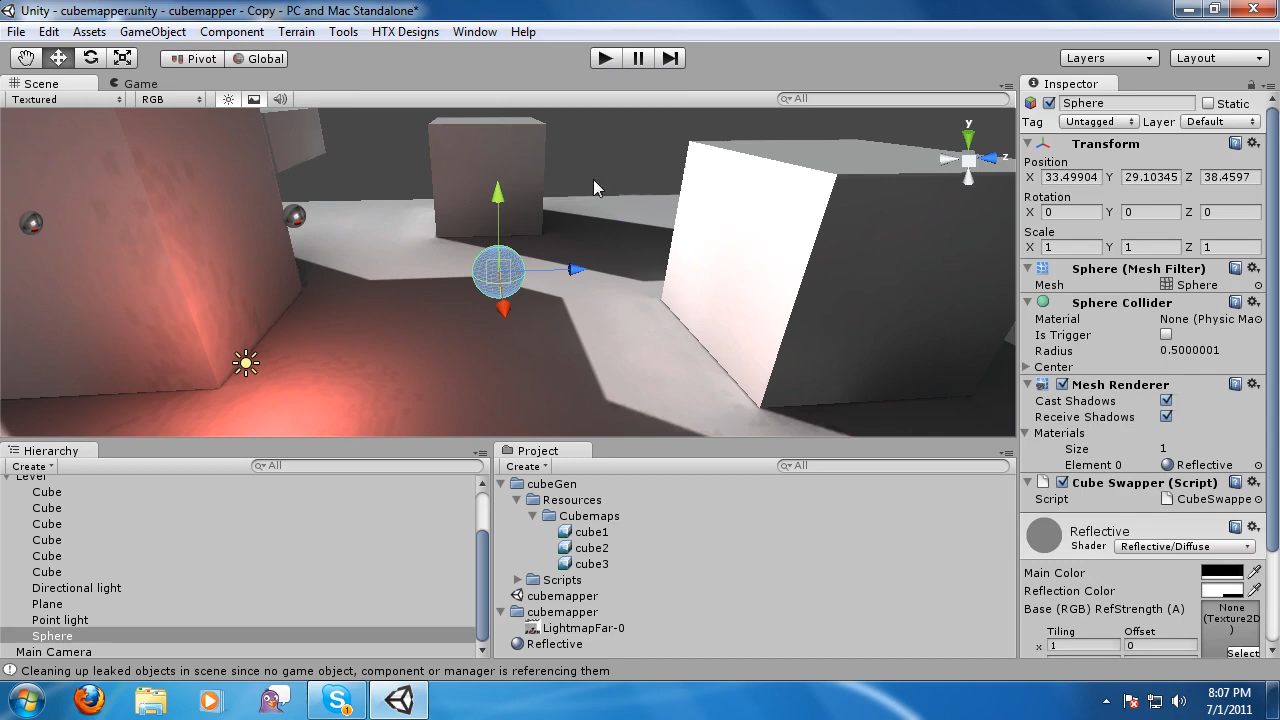 Unity - cubemapper.unity - cubemapper - Copy - PC and Mac Standalone*
File Edit Assets GameObject Component Terrain Tools HTX Designs Window Help
Pivot Global Layers Layout
Scene Game
Textured RGB All
y
z
Inspector
Sphere Static
Tag Untagged Layer Default
Transform
Position
X 33.49904 Y 29.10345 Z 38.4597
Rotation
X 0 Y 0 Z 0
Scale
X 1 Y 1 Z 1
Sphere (Mesh Filter)
Mesh Sphere
Sphere Collider
Material None (Physic Ma
Is Trigger
Radius 0.5000001
Center
Mesh Renderer
Cast Shadows
Receive Shadows
Materials
Size 1
Element 0 Reflective
Cube Swapper (Script)
Script CubeSwappe
Reflective
Shader Reflective/Diffuse
Main Color
Reflection Color
Base (RGB) RefStrength (A)
None
(Texture2D
)
Tiling Offset
x 1 0
Select
Hierarchy
Create All
Level
Cube
Cube
Cube
Cube
Cube
Cube
Directional light
Plane
Point light
Sphere
Main Camera
Project
Create All
cubeGen
Resources
Cubemaps
cube1
cube2
cube3
Scripts
cubemapper
cubemapper
LightmapFar-0
Reflective
Cleaning up leaked objects in scene since no game object, component or manager is referencing them
8:07 PM
7/1/2011